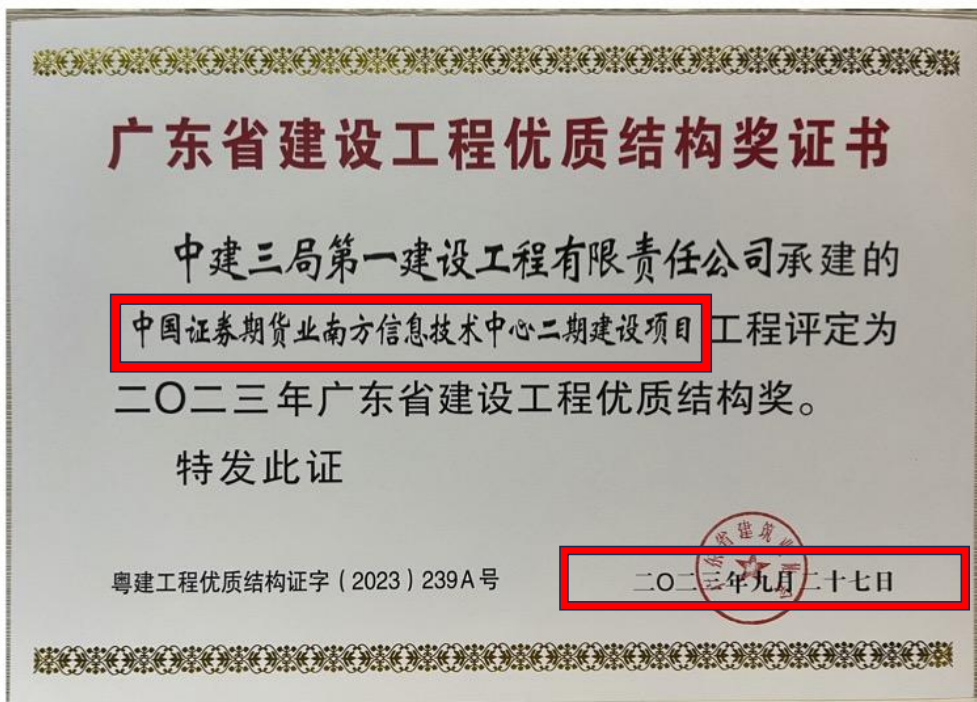 广东省建设工程优质结构奖证书
中建三局第一建设工程有限责任公司承建的
中国证券期货业南方信息技术中心二期建设项目工程评定为
二〇二三年广东省建设工程优质结构奖。
特发此证
粤建工程优质结构证字（2023）239A号
二〇二三年九月二十七日